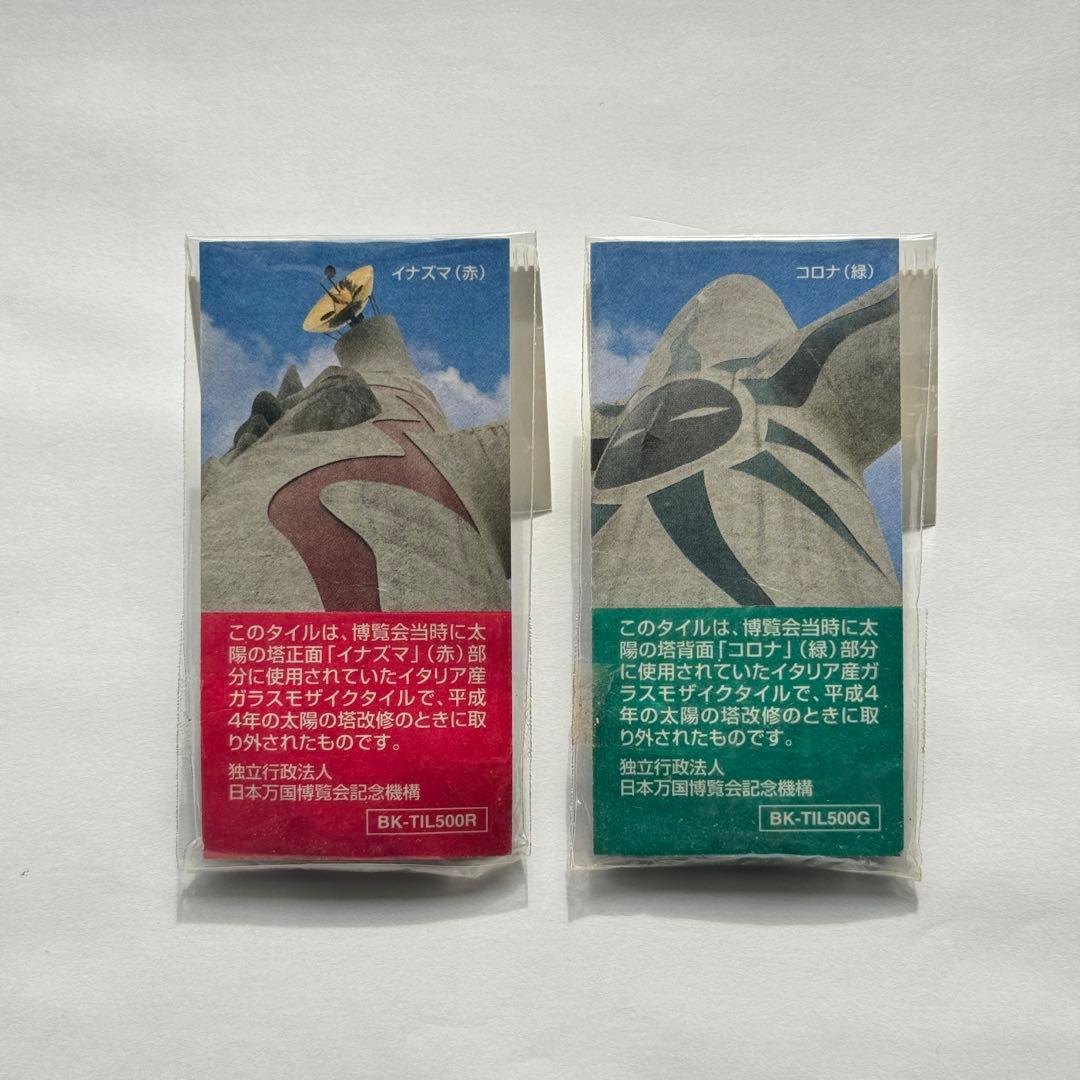 イナズマ(赤)
このタイルは、博覧会当時に太
陽の塔正面「イナズマ」(赤)部
分に使用されていたイタリア産
ガラスモザイクタイルで、平成
4年の太陽の塔改修のときに取
り外されたものです。
独立行政法人
日本万国博覧会記念機構
BK-TIL500R
コロナ(緑)
このタイルは、博覧会当時に太
陽の塔背面「コロナ」(緑)部分
に使用されていたイタリア産ガ
ラスモザイクタイルで、平成4
年の太陽の塔改修のときに取
り外されたものです。
独立行政法人
日本万国博覧会記念機構
BK-TIL500G